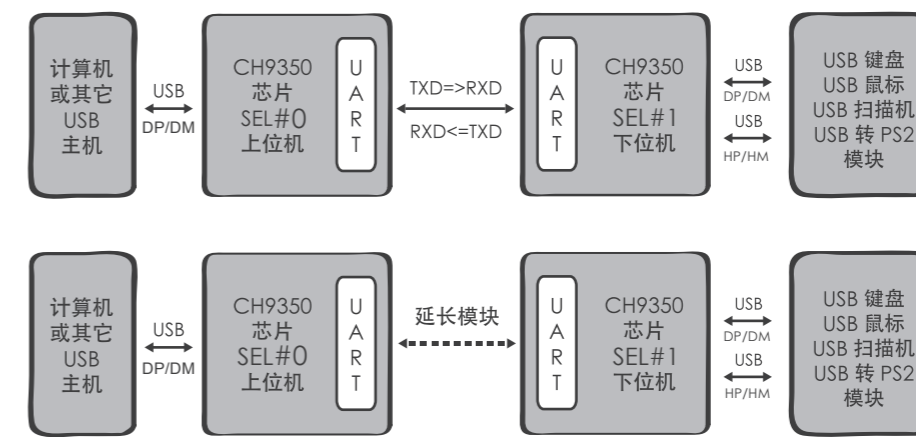 计算机
或其它
USB
主机
USB
DP/DM
CH9350
芯片
SEL#0
上位机
U
A
R
T
TXD=>RXD
RXD<=TXD
U
A
R
T
CH9350
芯片
SEL#1
下位机
USB
DP/DM
USB
HP/HM
USB 键盘
USB 鼠标
USB 扫描机
USB 转 PS2
模块
计算机
或其它
USB
主机
USB
DP/DM
CH9350
芯片
SEL#0
上位机
U
A
R
T
延长模块
U
A
R
T
CH9350
芯片
SEL#1
下位机
USB
DP/DM
USB
HP/HM
USB 键盘
USB 鼠标
USB 扫描机
USB 转 PS2
模块